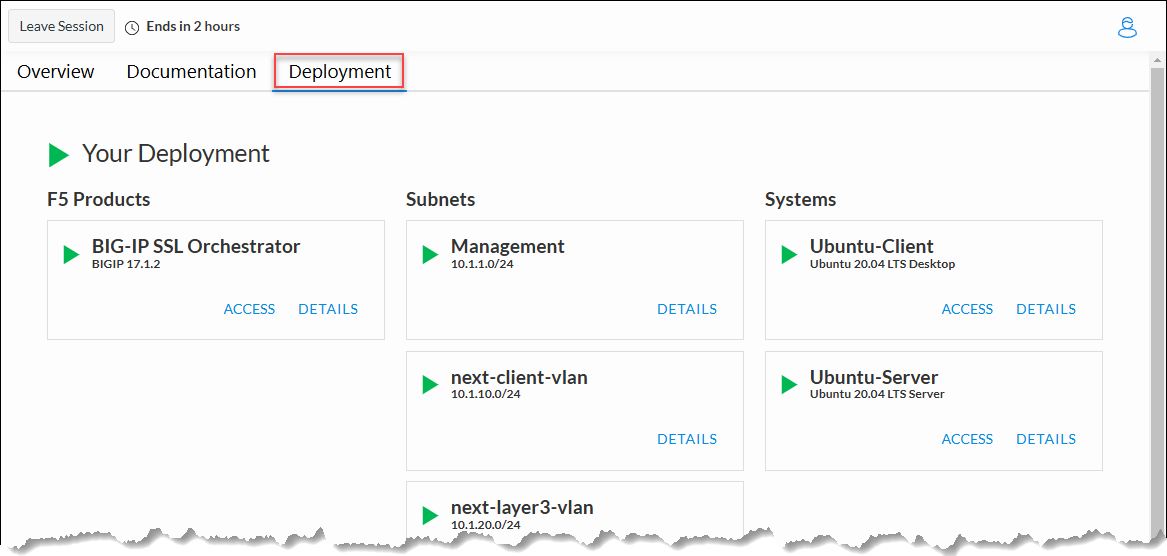 Leave Session
Ends in 2 hours
Overview
Documentation
Deployment
Your Deployment
F5 Products
BIG-IP SSL Orchestrator
BIGIP 17.1.2
ACCESS
DETAILS
Subnets
Management
10.1.1.0/24
DETAILS
next-client-vlan
10.1.10.0/24
DETAILS
next-layer3-vlan
10.1.20.0/24
Systems
Ubuntu-Client
Ubuntu 20.04 LTS Desktop
ACCESS
DETAILS
Ubuntu-Server
Ubuntu 20.04 LTS Server
ACCESS
DETAILS